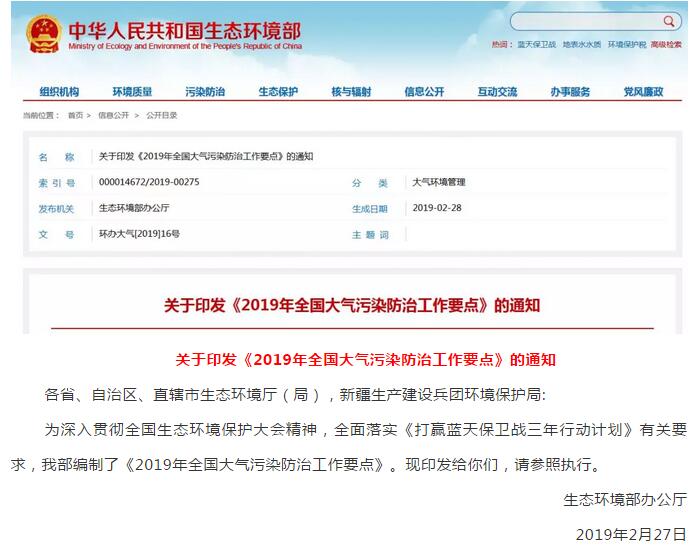 中华人民共和国生态环境部
Ministry of Ecology and Environment of the People's Republic of China
热词： 蓝天保卫战 地表水水质 环境保护税 高级检索
组织机构 环境质量 污染防治 生态保护 核与辐射 信息公开 互动交流 办事服务 党风廉政
当前位置： 首页 > 信息公开 > 公开目录
名 称 关于印发《2019年全国大气污染防治工作要点》的通知
索 引 号 000014672/2019-00275 分 类 大气环境管理
发布机关 生态环境部办公厅 生成日期 2019-02-28
文 号 环办大气[2019]16号 主 题 词
关于印发《2019年全国大气污染防治工作要点》的通知
关于印发《2019年全国大气污染防治工作要点》的通知
各省、自治区、直辖市生态环境厅（局），新疆生产建设兵团环境保护局:
为深入贯彻全国生态环境保护大会精神，全面落实《打赢蓝天保卫战三年行动计划》有关要
求，我部编制了《2019年全国大气污染防治工作要点》。现印发给你们，请参照执行。
生态环境部办公厅
2019年2月27日